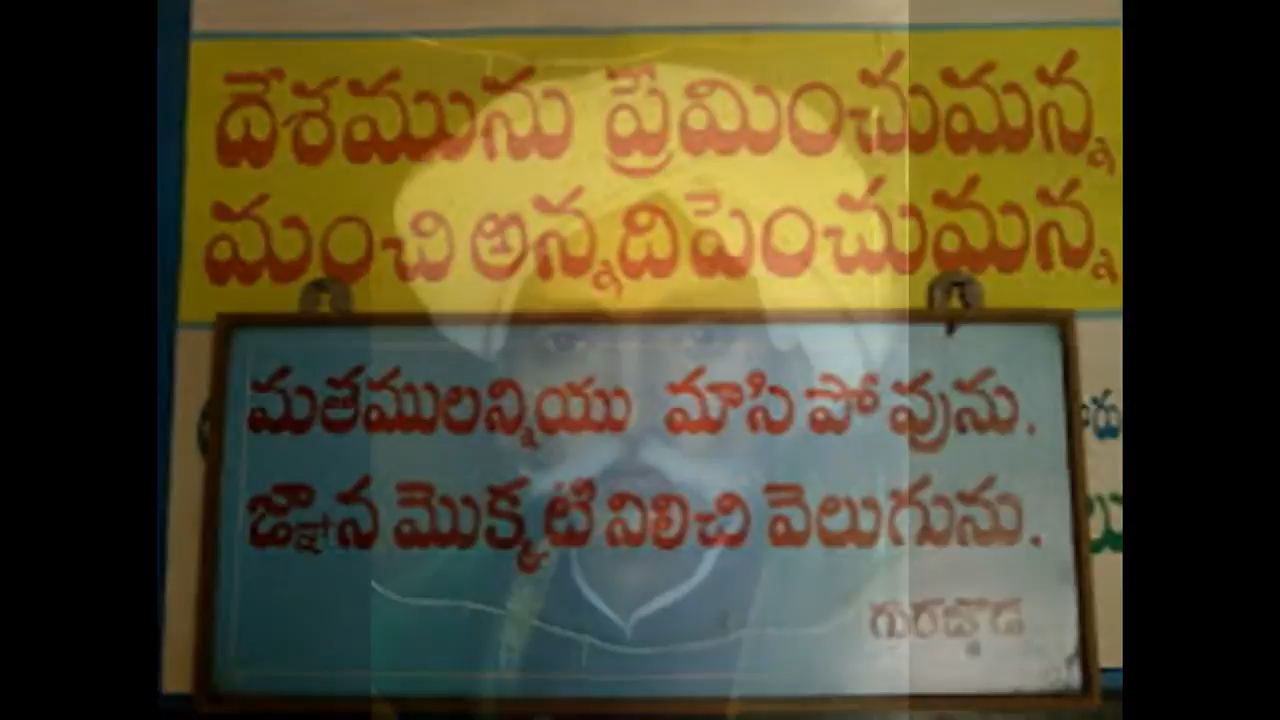 దేశమును ప్రేమించుమన్న
మంచి అన్నది పెంచుమన్న
మతములన్నియు మాసి పోవును.
జ్ఞాన మొక్కటి నిలిచి వెలుగును.
గురజాడ